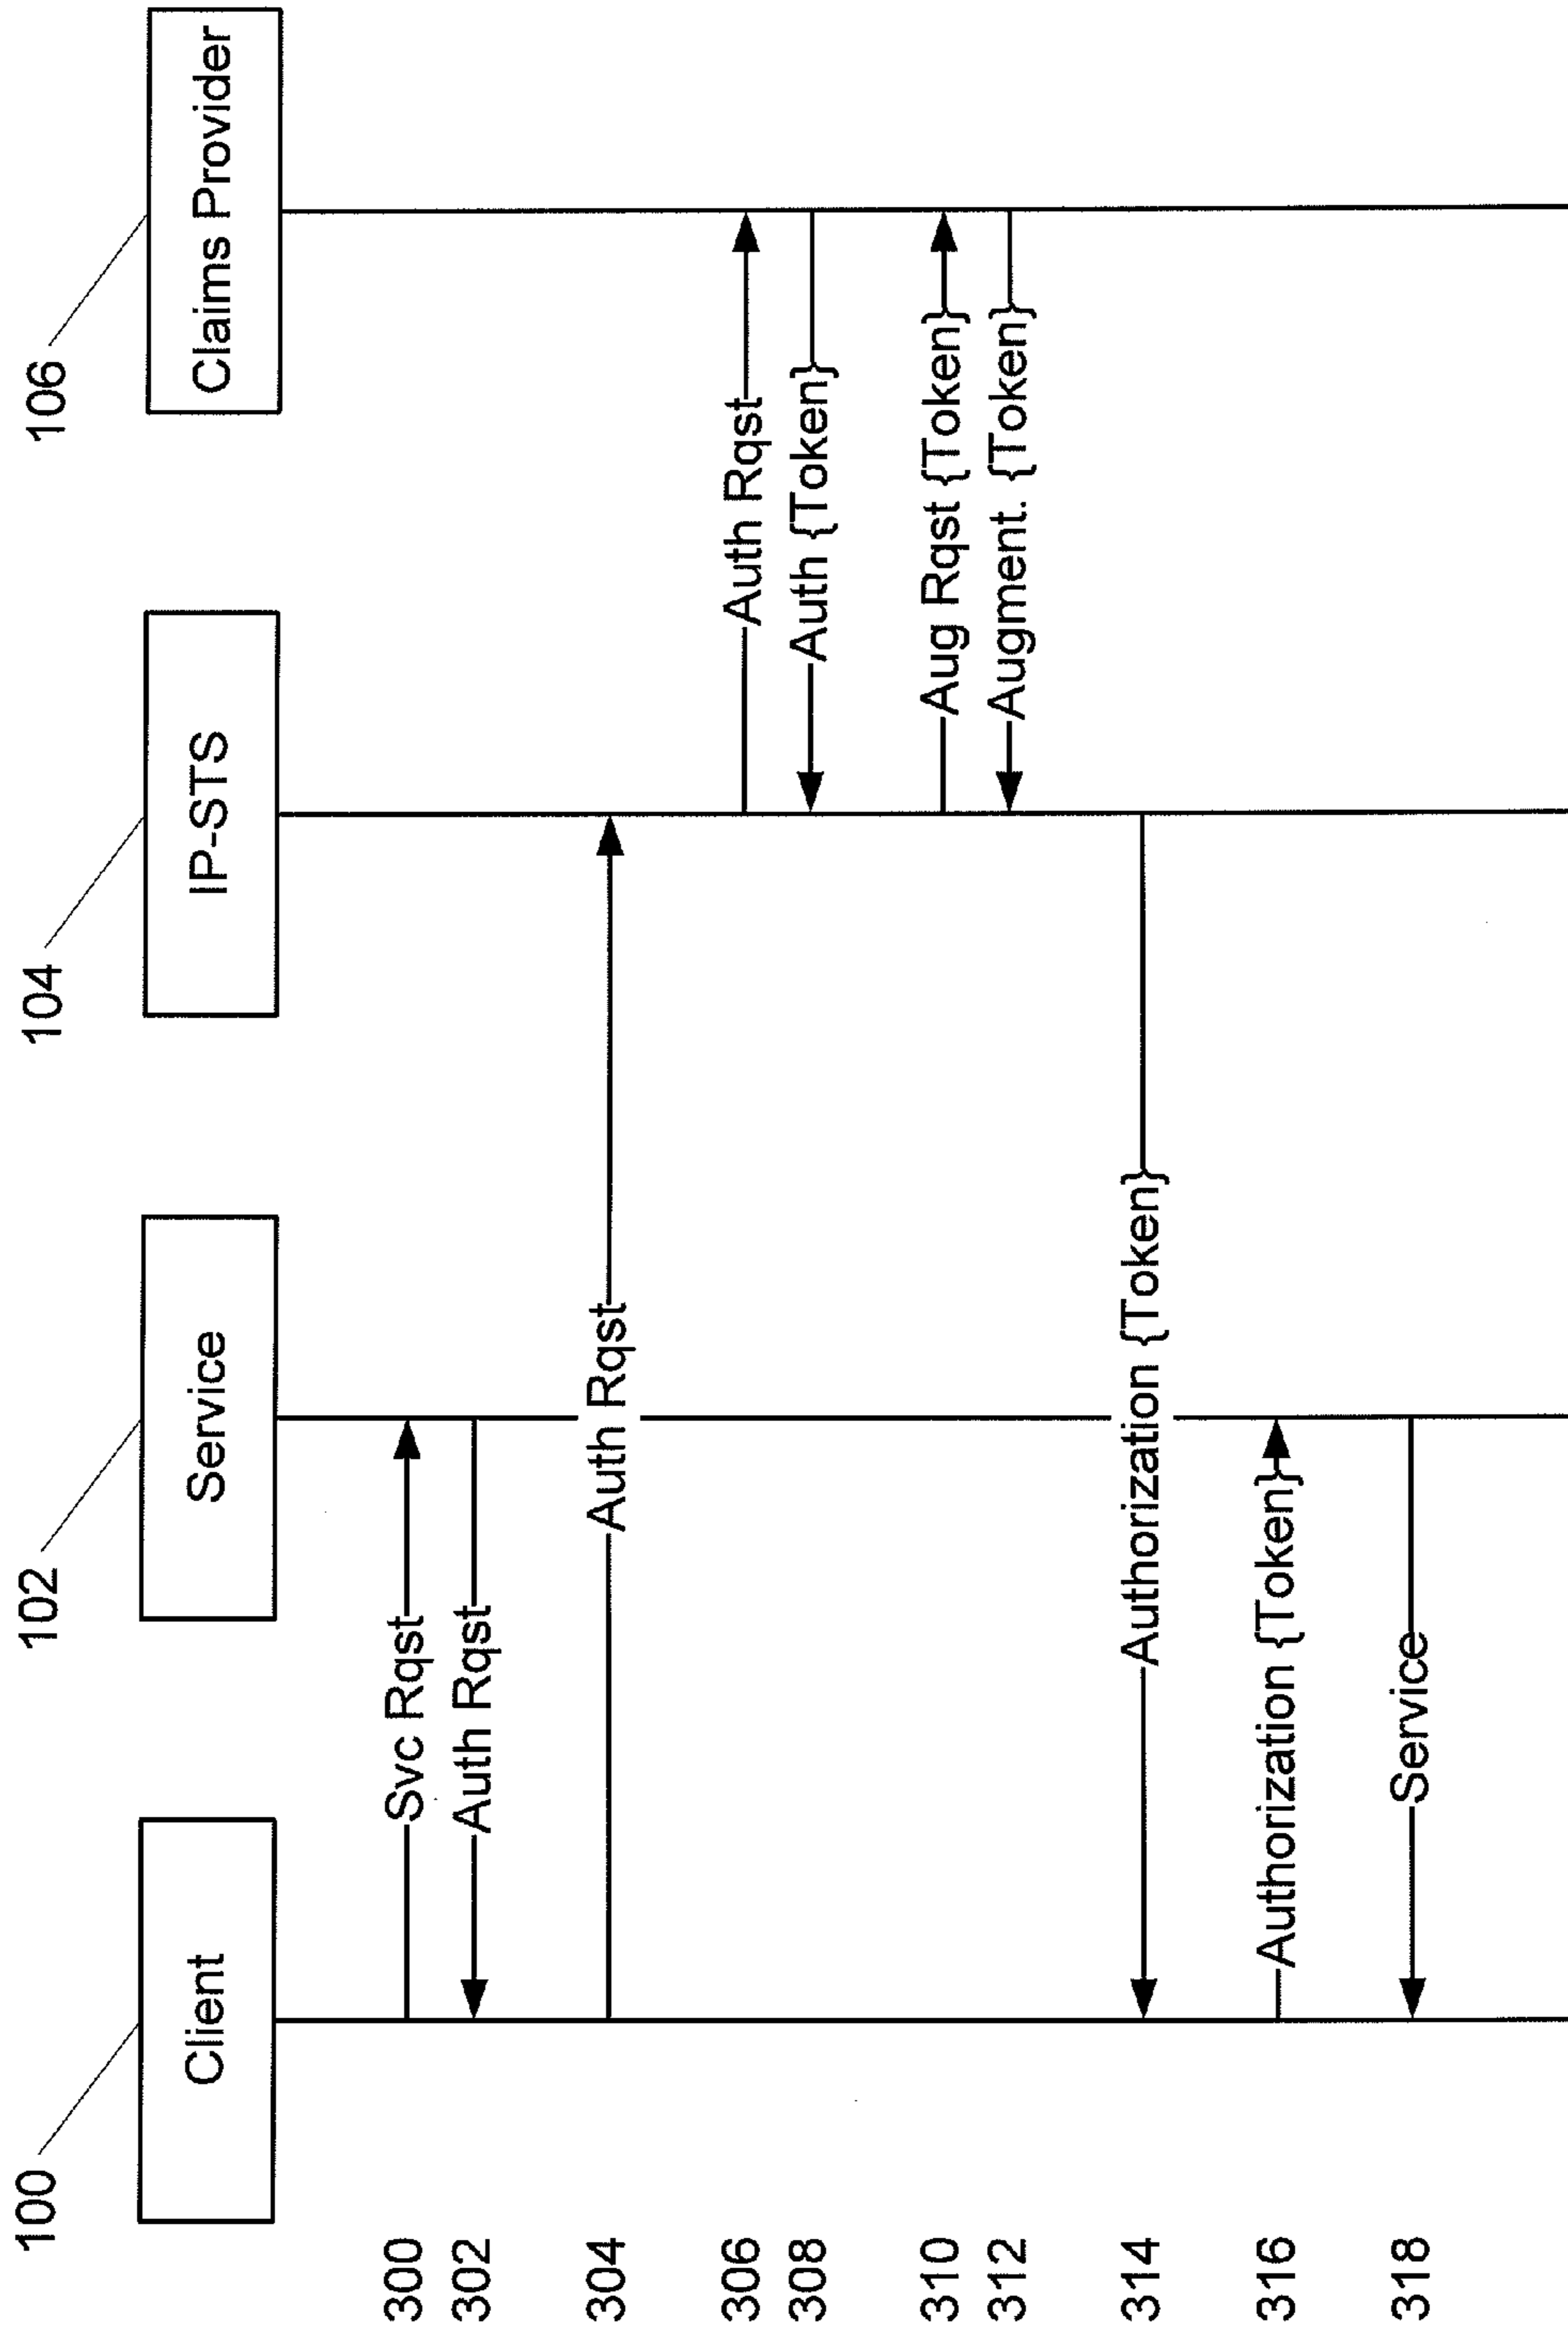 100
102
104
106
Client
Service
IP-STS
Claims Provider
300
Svc Rqst
302
Auth Rqst
304
Auth Rqst
306
Auth Rqst
308
Auth {Token}
310
Aug Rqst {Token}
312
Augment. {Token}
314
Authorization {Token}
316
Authorization {Token}
318
Service